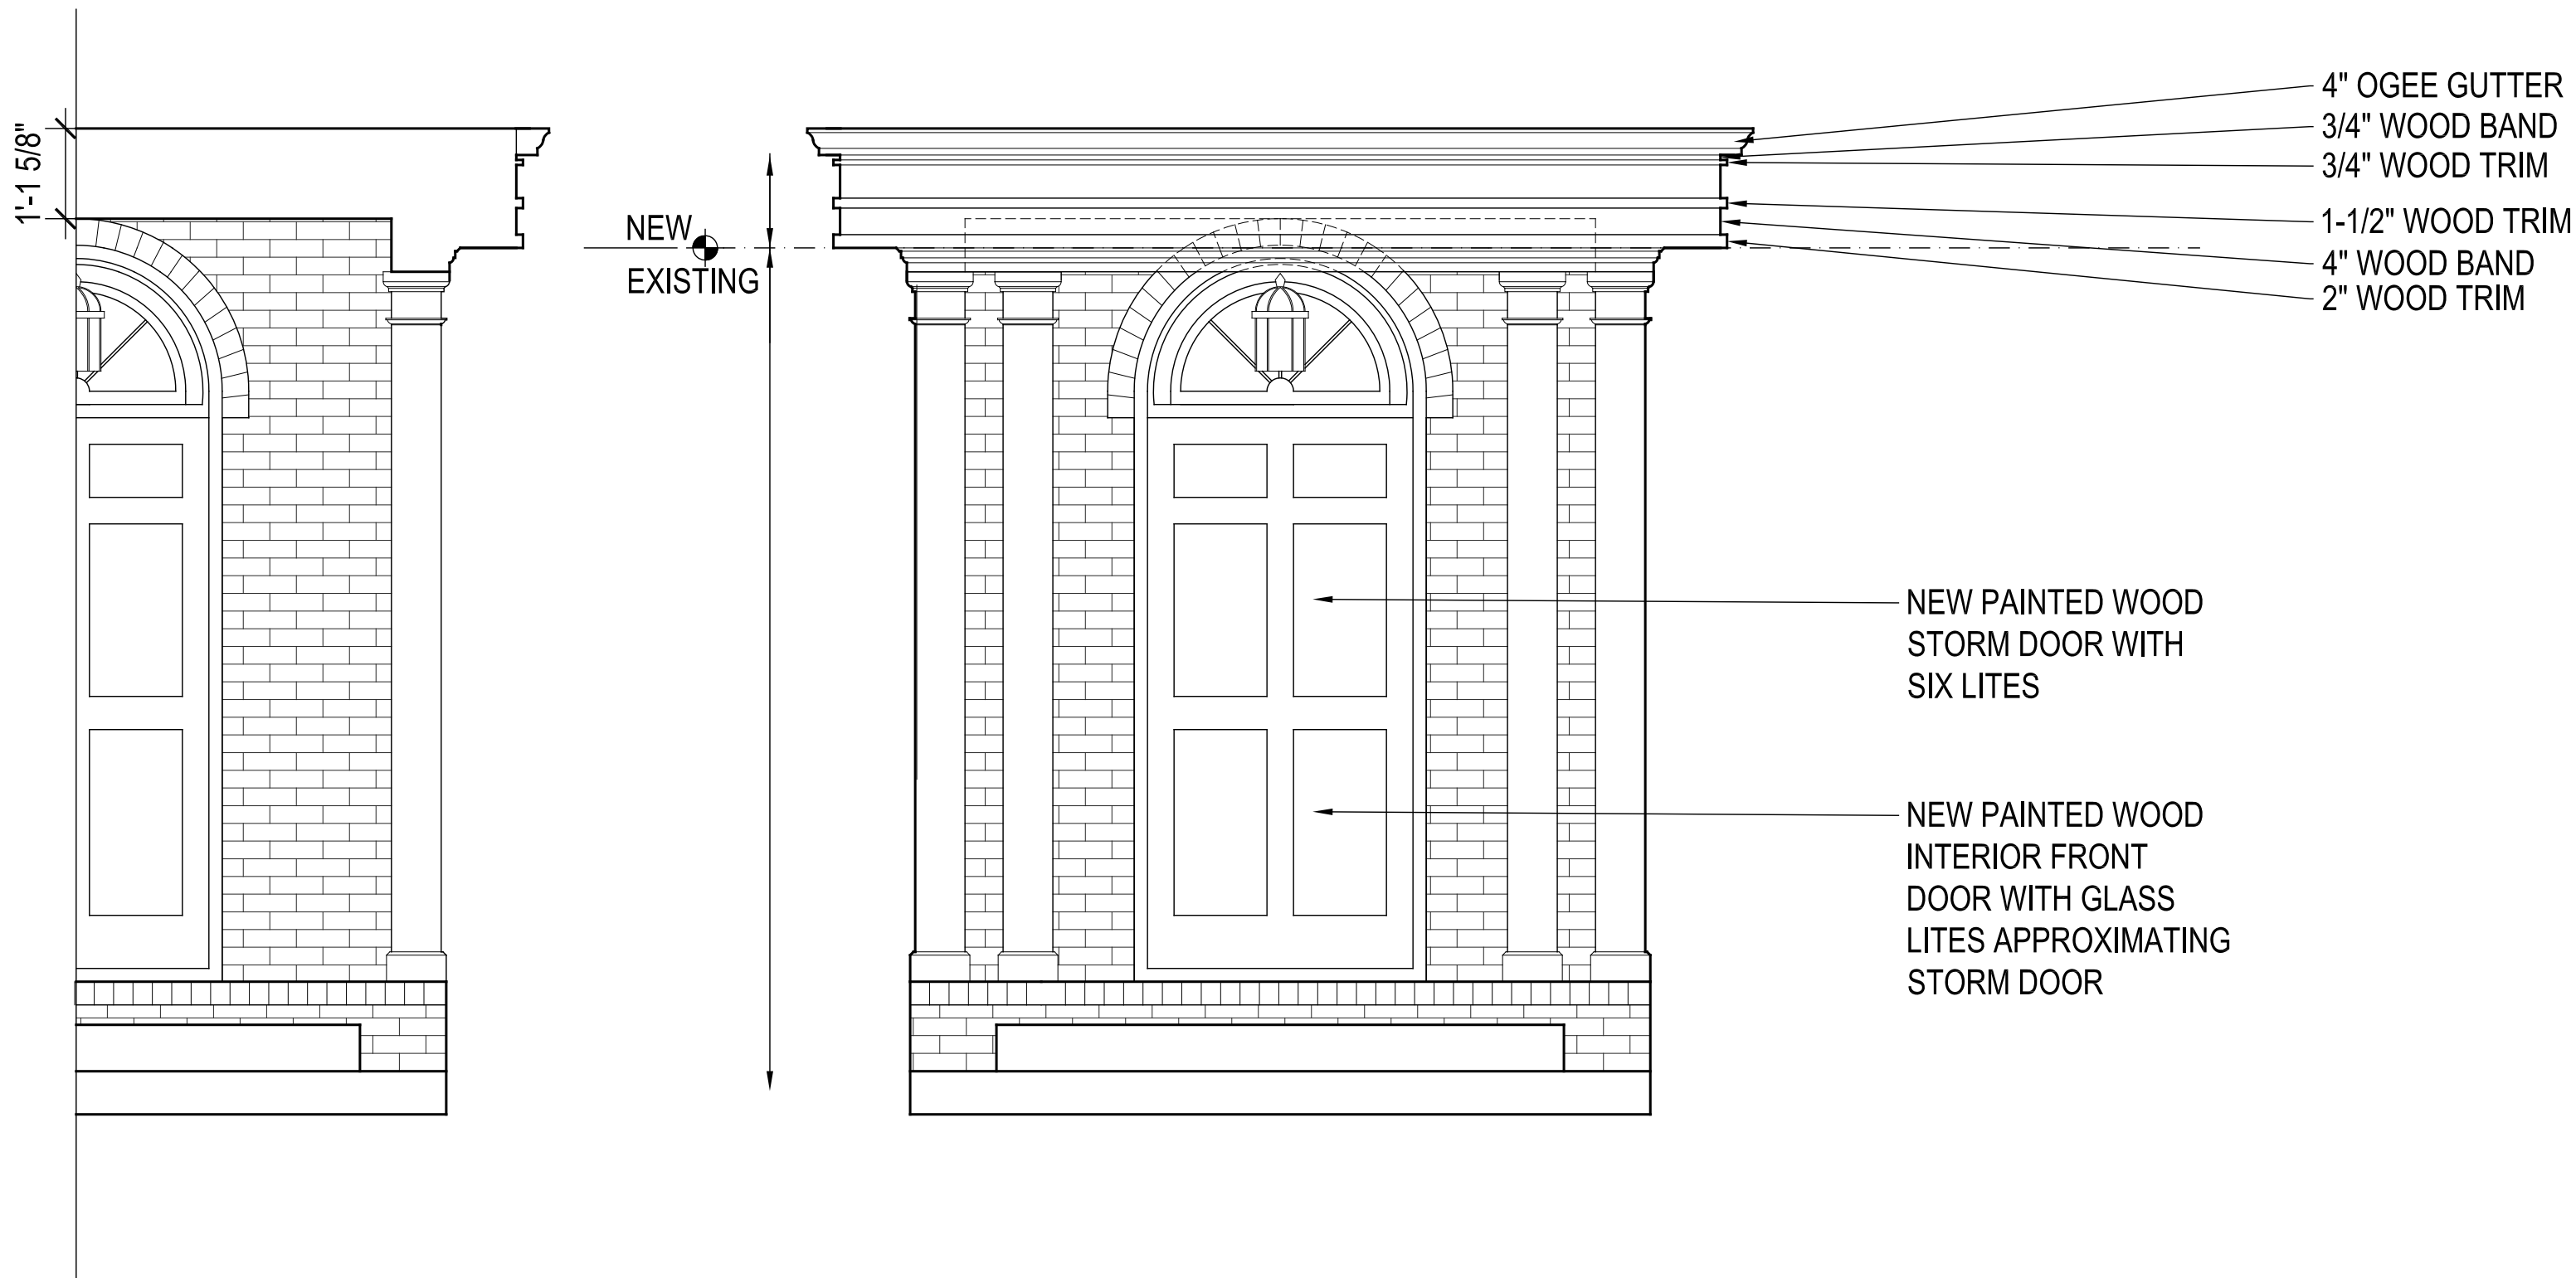 1'-1 5/8"
NEW
EXISTING
4" OGEE GUTTER
3/4" WOOD BAND
3/4" WOOD TRIM
1-1/2" WOOD TRIM
4" WOOD BAND
2" WOOD TRIM
NEW PAINTED WOOD
STORM DOOR WITH
SIX LITES
NEW PAINTED WOOD
INTERIOR FRONT
DOOR WITH GLASS
LITES APPROXIMATING
STORM DOOR